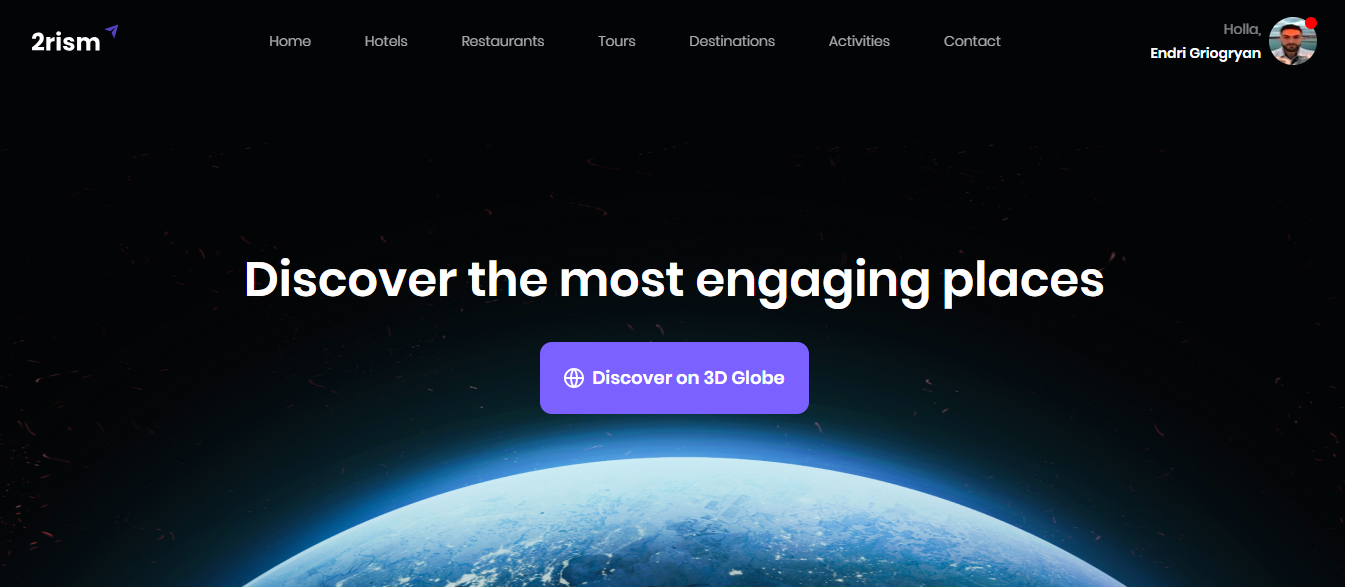 2rism
Home
Hotels
Restaurants
Tours
Destinations
Activities
Contact
Holla,
Endri Griogryan
Discover the most engaging places
Discover on 3D Globe